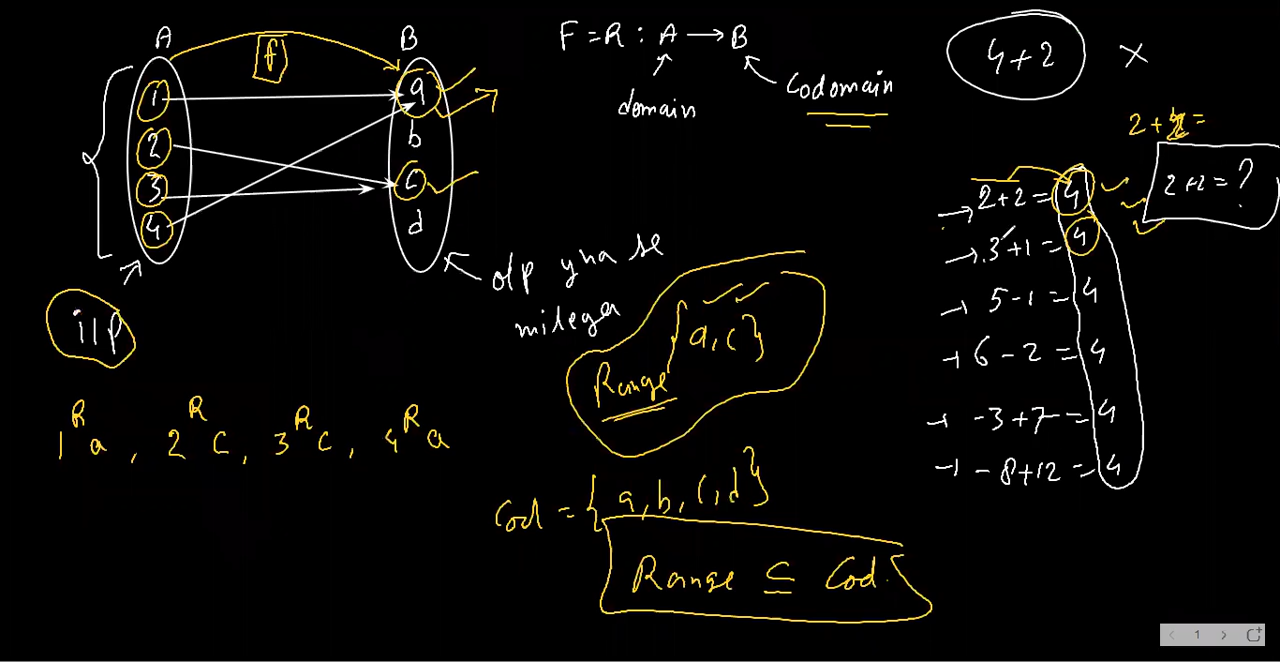 A
f
B
1
2
3
4
a
b
c
d
i/p
o/p yha se
milega
F = R : A → B
domain
Codomain
4+2 ×
2+2=
2+2=?
→ 2+2=4
→ 3+1=4
→ 5-1=4
→ 6-2=4
→ -3+7=4
→ -8+12=4
Range {a,c}
1 R a , 2 R c , 3 R c , 4 R a
Cod = {a, b, c, d}
Range ⊆ Cod.
1